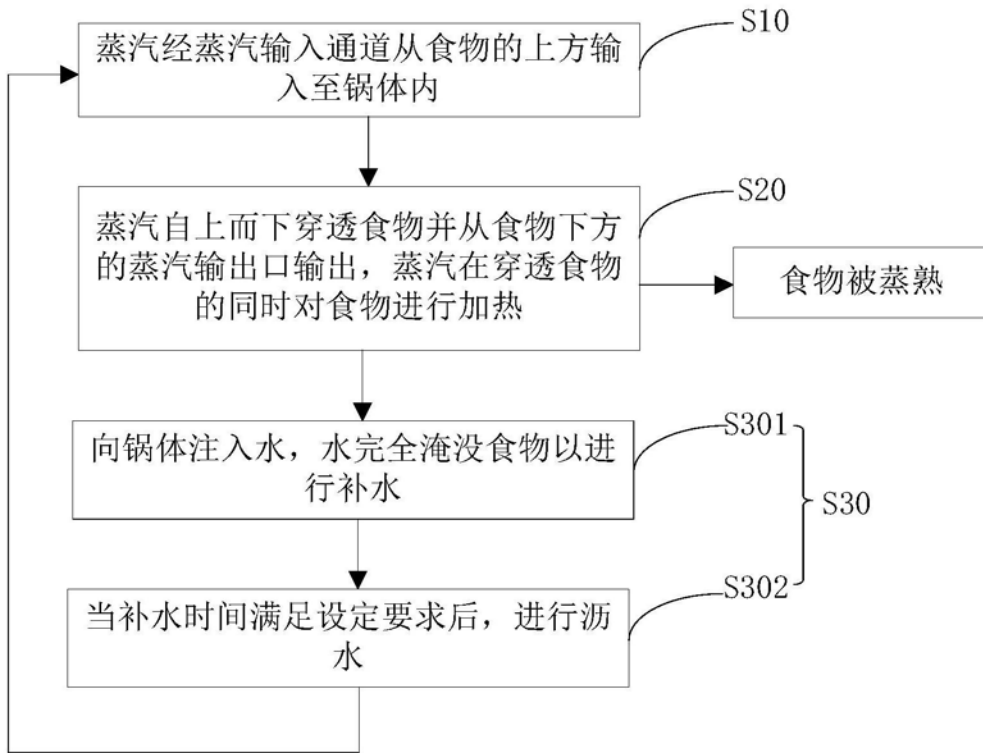 蒸汽经蒸汽输入通道从食物的上方输
入至锅体内
S10
蒸汽自上而下穿透食物并从食物下方
的蒸汽输出口输出，蒸汽在穿透食物
的同时对食物进行加热
S20
食物被蒸熟
向锅体注入水，水完全淹没食物以进
行补水
S301
S30
当补水时间满足设定要求后，进行沥
水
S302